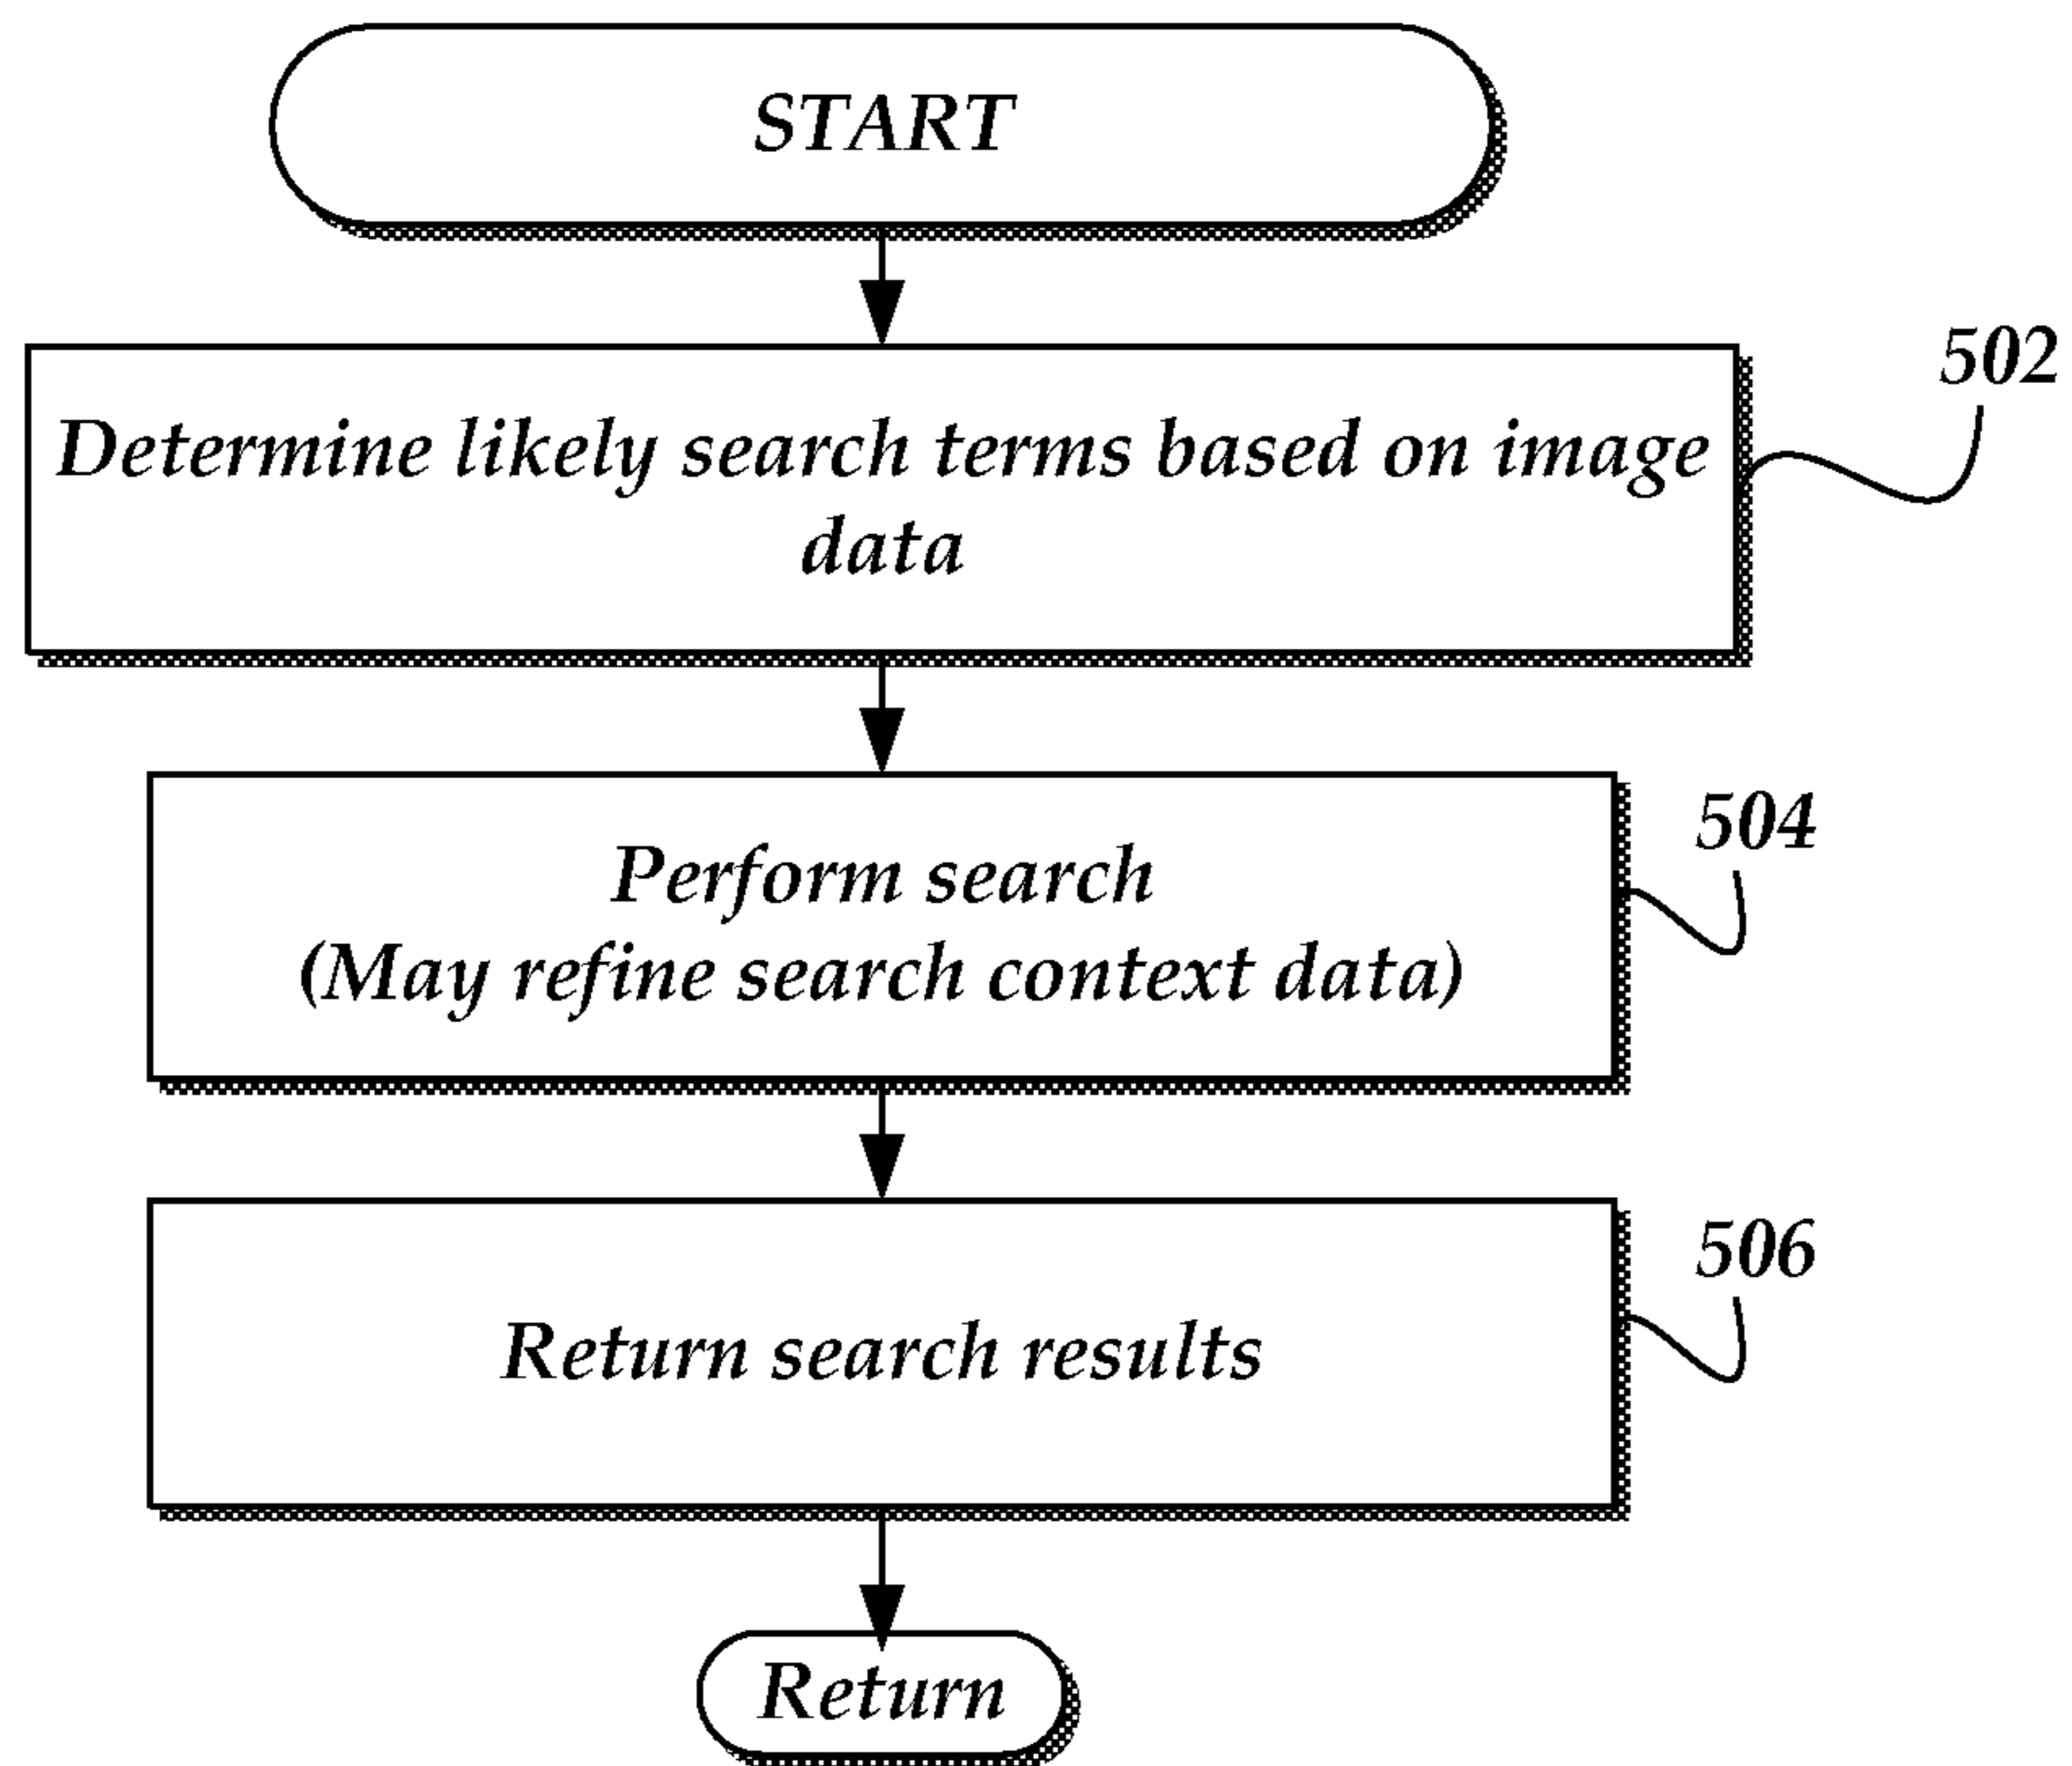 START
502
Determine likely search terms based on image
data
504
Perform search
(May refine search context data)
506
Return search results
Return